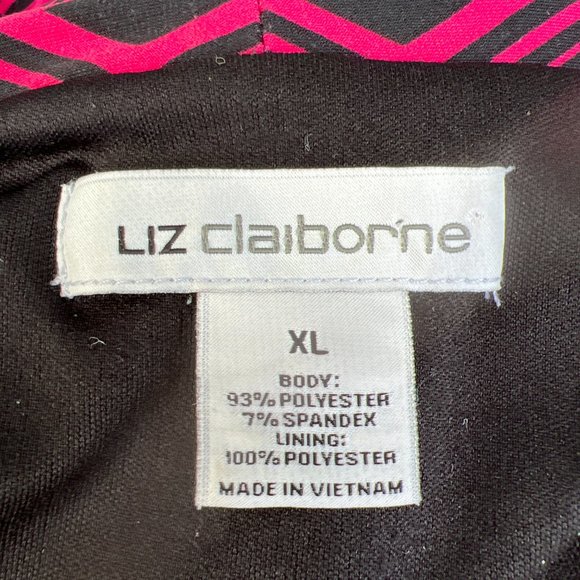 LIZ claiborne
XL
BODY:
93% POLYESTER
7% SPANDEX
LINING:
100% POLYESTER
MADE IN VIETNAM